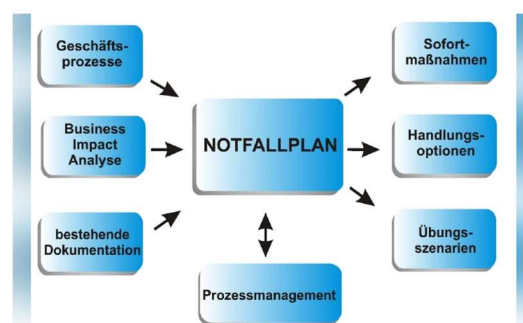 Geschäfts-
prozesse
Business
Impact
Analyse
bestehende
Dokumentation
NOTFALLPLAN
Prozessmanagement
Sofort-
maßnahmen
Handlungs-
optionen
Übungs-
szenarien